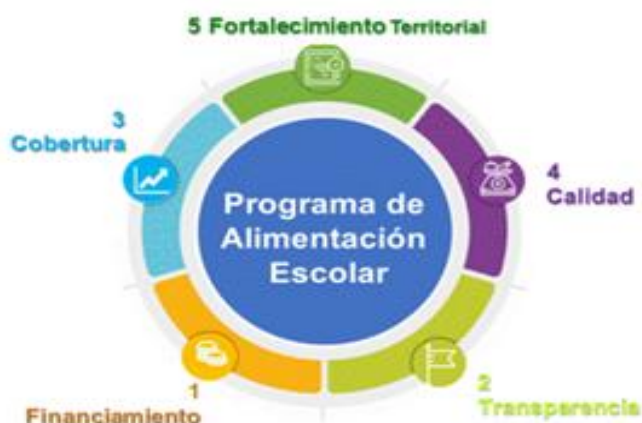 5 Fortalecimiento Territorial
3
Cobertura
4
Calidad
Programa de
Alimentación
Escolar
1
Financiamiento
2
Transparencia